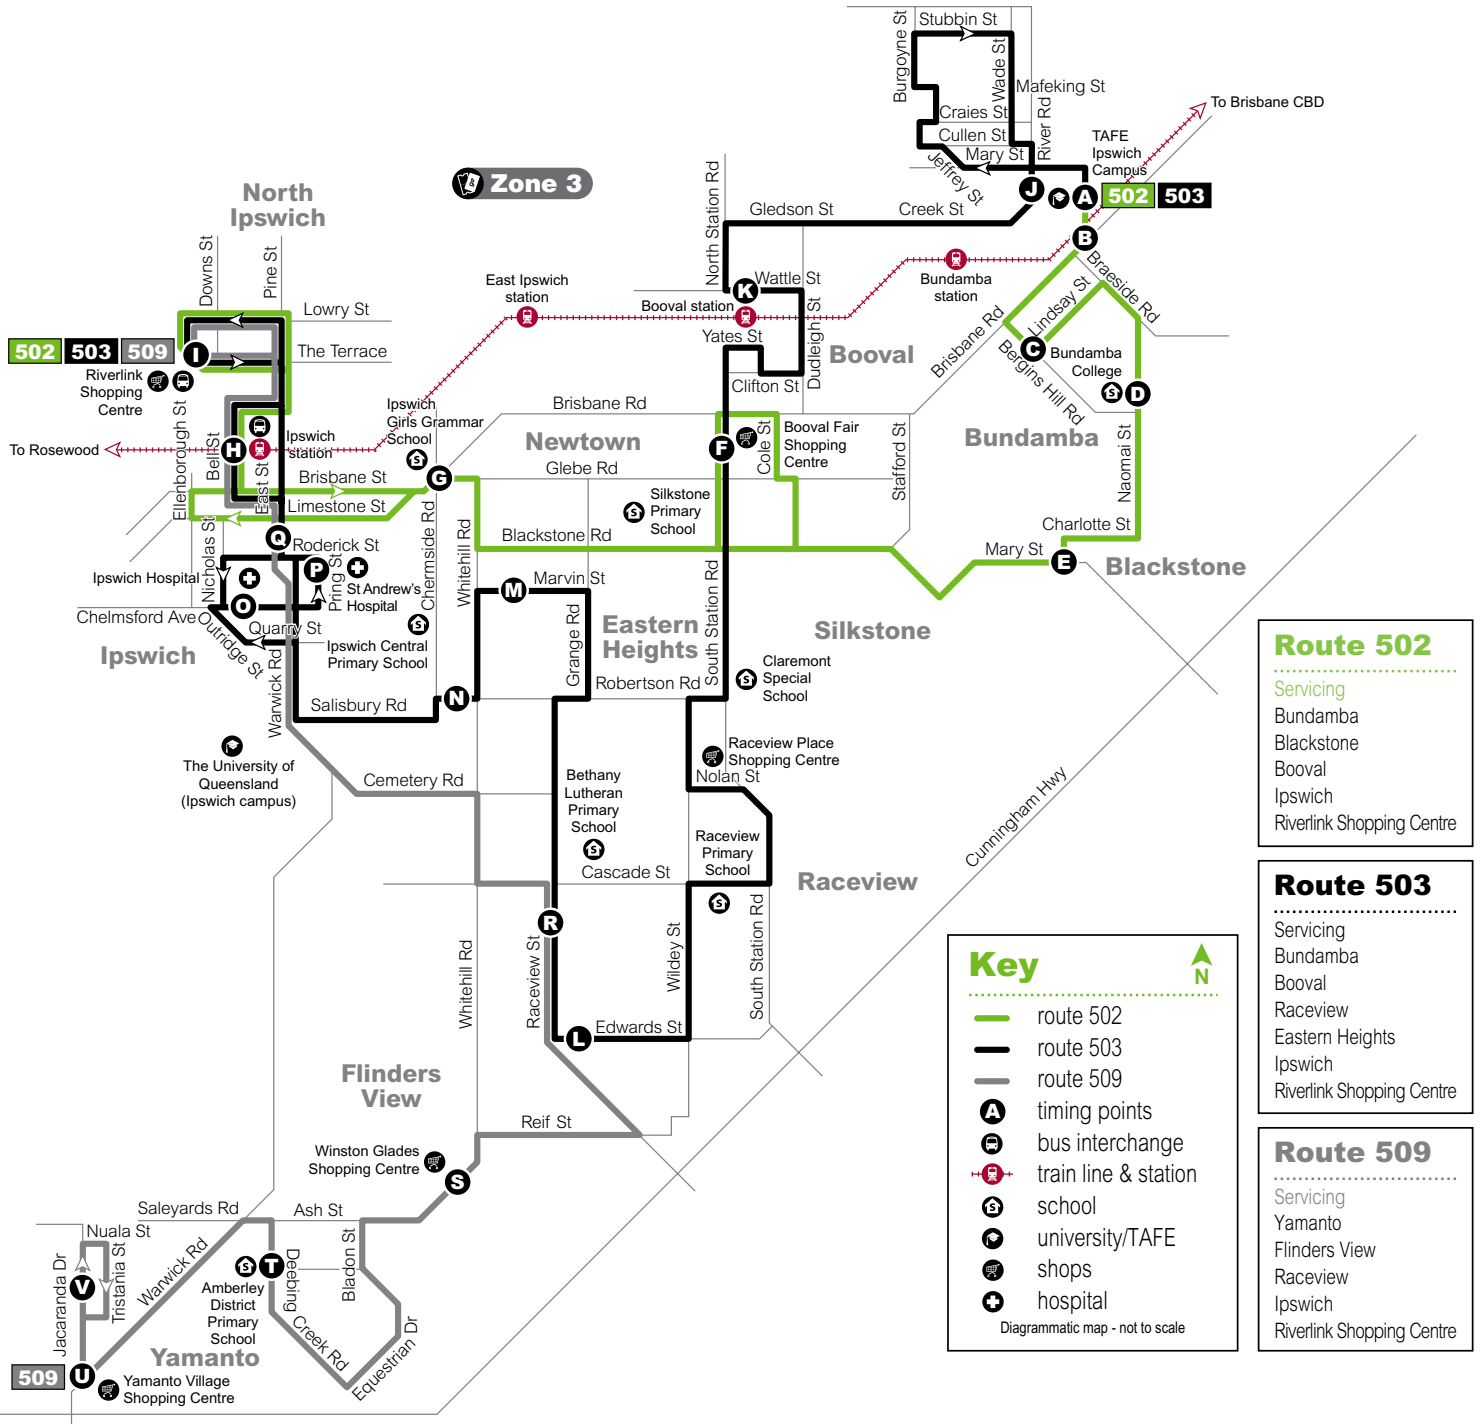 Stubbin St
Burgoyne St
Wade St
Mafeking St
Craies St
Cullen St
River Rd
Mary St
Jeffrey St
To Brisbane CBD
TAFE
Ipswich
Campus
J
A
502
503
B
Zone 3
North
Ipswich
North Station Rd
Gledson St
Creek St
Downs St
Pine St
Lowry St
The Terrace
502
503
509
I
Riverlink
Shopping
Centre
East Ipswich
station
Booval station
Bundamba
station
K
Wattle St
Yates St
Dudleigh St
Clifton St
Booval
Brisbane Rd
Braeside Rd
Lindsay St
C
Bergins Hill Rd
Bundamba
College
D
Bundamba
Naomai St
Ipswich
Girls Grammar
School
Brisbane Rd
Newtown
Glebe Rd
F
Cole St
Booval Fair
Shopping
Centre
Stafford St
To Rosewood
Ellenborough St
Bell St
H
Ipswich
station
East St
Brisbane St
Limestone St
G
Silkstone
Primary
School
Blackstone Rd
Charlotte St
Mary St
E
Blackstone
Nicholas St
Q
Roderick St
Ipswich Hospital
P
Pring St
St Andrew's
Hospital
O
Chermside Rd
Whitehill Rd
M
Marvin St
Chelmsford Ave
Outridge St
Quarry St
Ipswich
Ipswich Central
Primary School
Warwick Rd
Salisbury Rd
N
Grange Rd
Eastern
Heights
South Station Rd
Silkstone
Robertson Rd
Claremont
Special
School
The University of
Queensland
(Ipswich campus)
Cemetery Rd
Raceview Place
Shopping Centre
Nolan St
Bethany
Lutheran
Primary
School
Raceview
Primary
School
Cascade St
Raceview
Cunningham Hwy
R
Whitehill Rd
Raceview St
Wildey St
South Station Rd
L
Edwards St
Flinders
View
Reif St
Winston Glades
Shopping Centre
S
Saleyards Rd
Ash St
Nuala St
Jacaranda Dr
V
Tristania St
Warwick Rd
T
Deebing
Creek Rd
Bladon St
Equestrian Dr
Amberley
District
Primary
School
Yamanto
509
U
Yamanto Village
Shopping Centre
Key
N
route 502
route 503
route 509
A
timing points
bus interchange
train line & station
school
university/TAFE
shops
hospital
Diagrammatic map - not to scale
Route 502
Servicing
Bundamba
Blackstone
Booval
Ipswich
Riverlink Shopping Centre
Route 503
Servicing
Bundamba
Booval
Raceview
Eastern Heights
Ipswich
Riverlink Shopping Centre
Route 509
Servicing
Yamanto
Flinders View
Raceview
Ipswich
Riverlink Shopping Centre